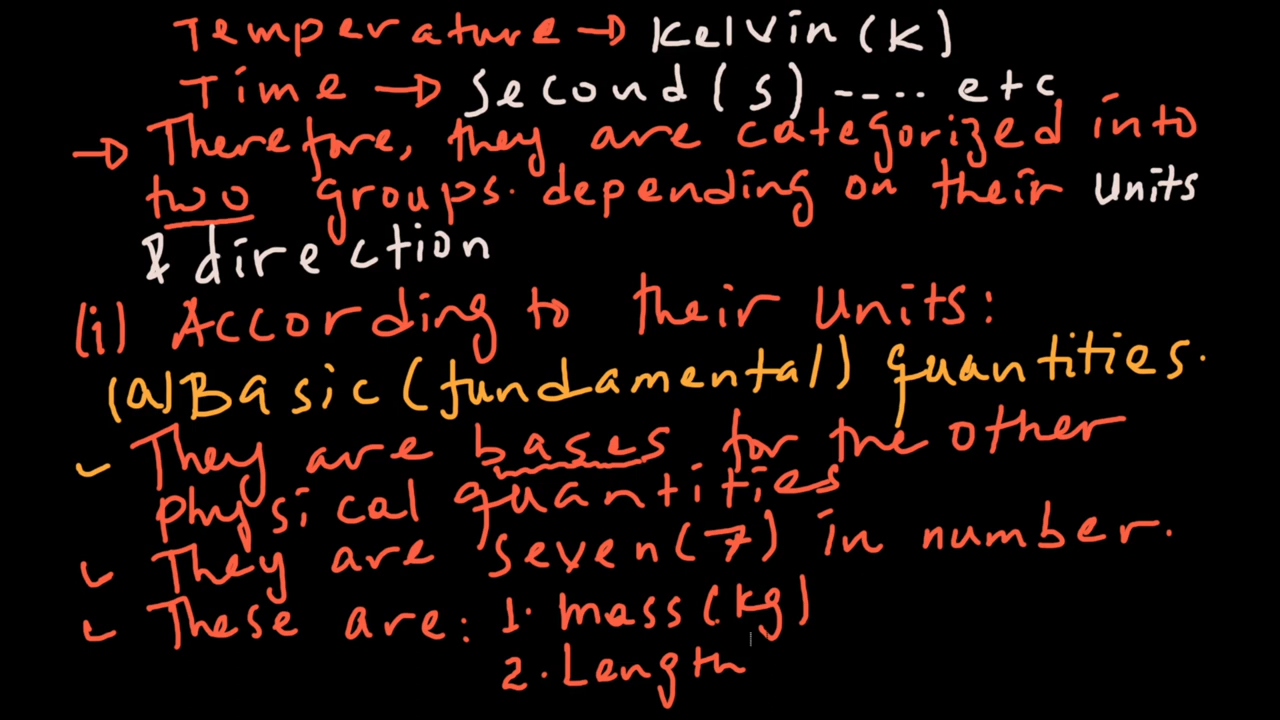 Temperature → Kelvin (K)
Time → Second (s) ---- etc
→ Therefore, they are categorized into
two groups. depending on their units
& direction
(i) According to their units:
(a) Basic (fundamental) quantities.
They are bases for the other
physical quantities
They are seven (7) in number.
These are: 1. mass (kg)
2. Length